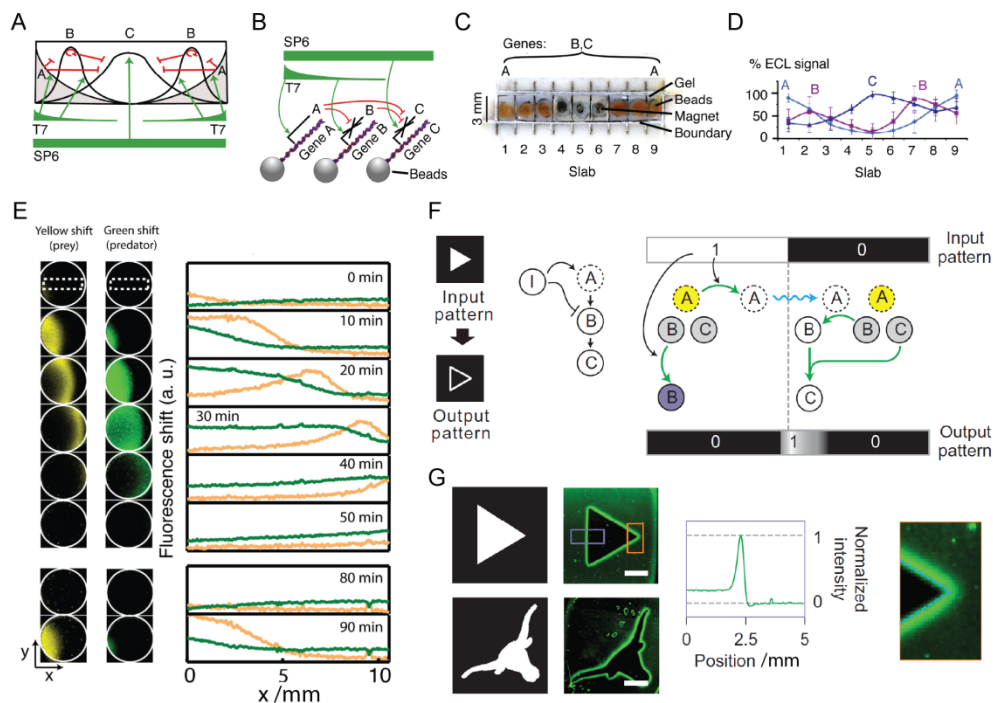 A
B
C
B
A
A
T7
T7
SP6
B
SP6
T7
A
B
C
Gene A
Gene B
Gene C
Beads
C
Genes:
B,C
A
A
3 mm
Gel
Beads
Magnet
Boundary
1 2 3 4 5 6 7 8 9
Slab
D
% ECL signal
A
B
C
B
A
100
50
0
1 2 3 4 5 6 7 8 9
Slab
E
Yellow shift
(prey)
Green shift
(predator)
Fluorescence shift (a. u.)
0 min
10 min
20 min
30 min
40 min
50 min
80 min
90 min
y
x
0 5 10
x /mm
F
Input
pattern
Output
pattern
I
A
B
C
1
0
Input
pattern
A
A
A
A
B
C
B
B
C
B
C
0
1
0
Output
pattern
G
1
0
Normalized
intensity
0 2.5 5
Position /mm